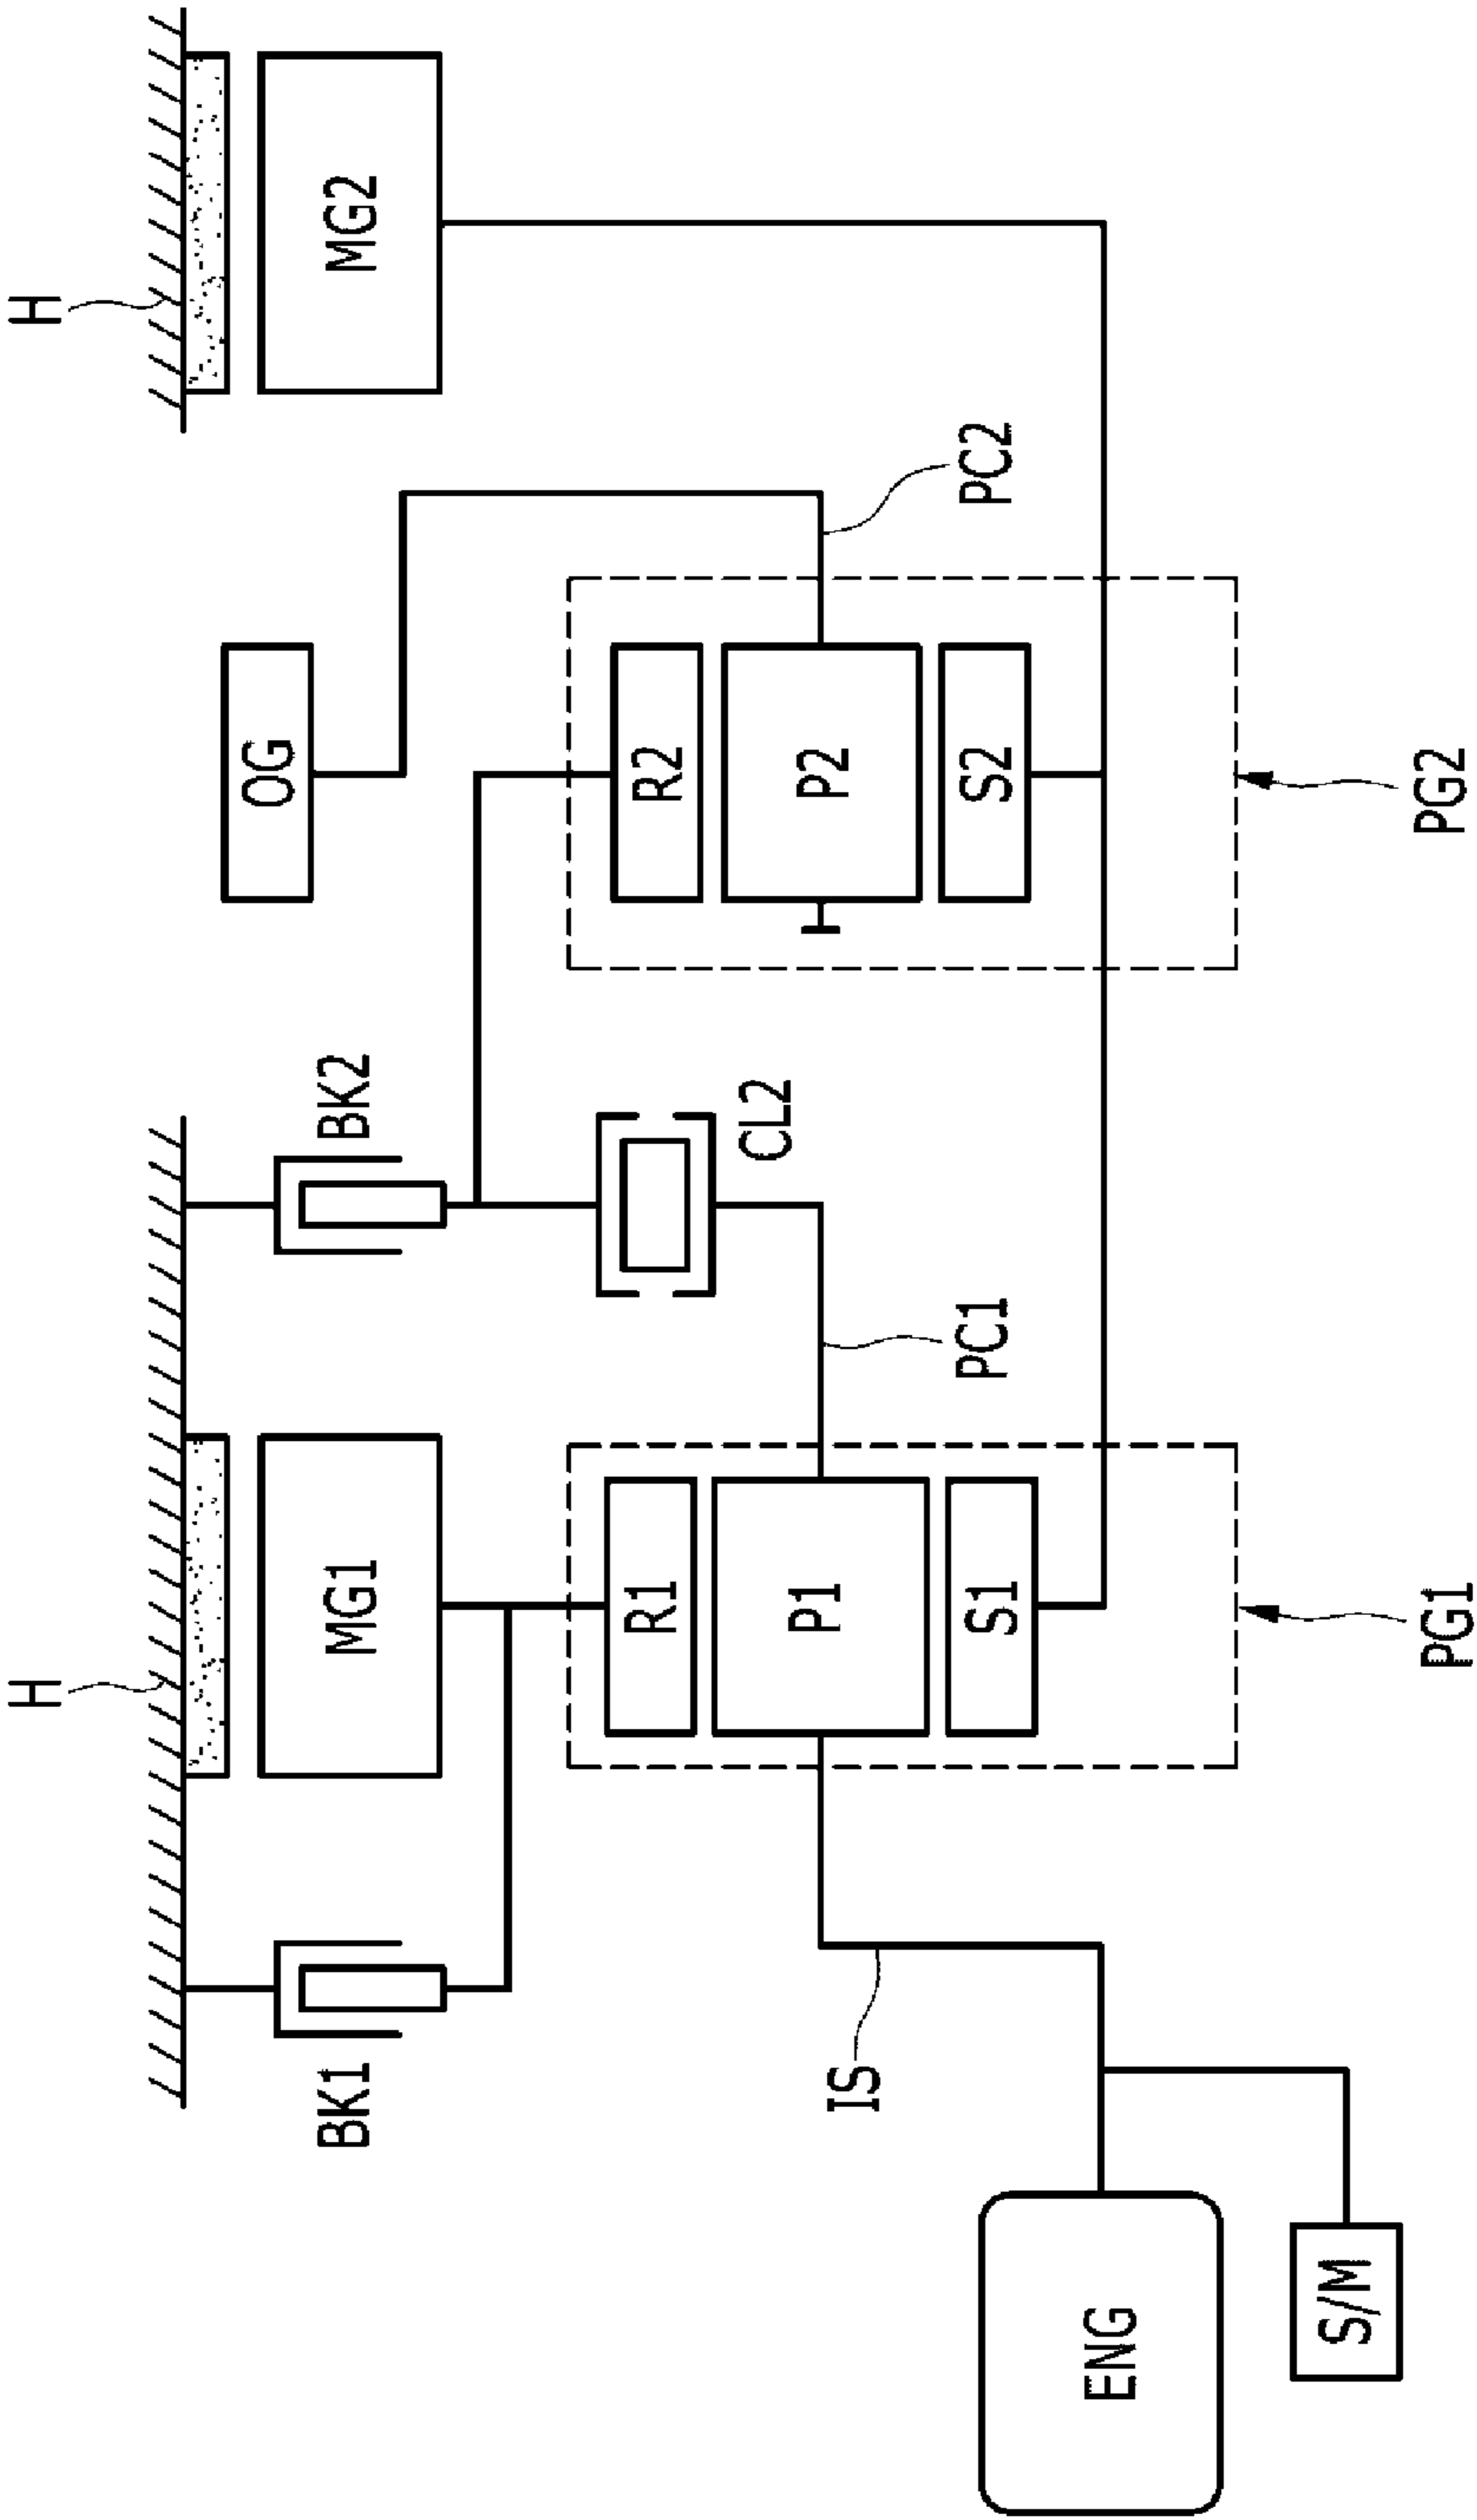 H
H
BK1
MG1
BK2
OG
MG2
R1
CL2
R2
P1
P2
IS
PC1
PC2
S1
S2
ENG
S/M
PG1
PG2